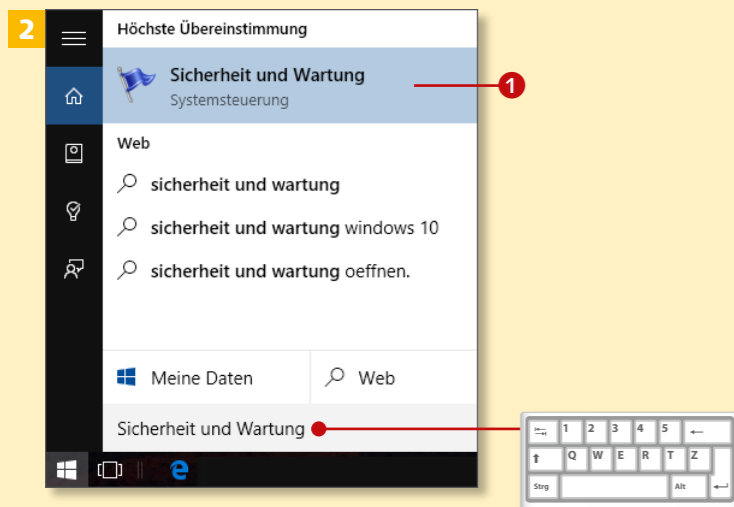 2
Höchste Übereinstimmung
Sicherheit und Wartung
Systemsteuerung
1
Web
sicherheit und wartung
sicherheit und wartung windows 10
sicherheit und wartung oeffnen.
Meine Daten
Web
Sicherheit und Wartung
1 2 3 4 5
Q W E R T Z
Strg Alt